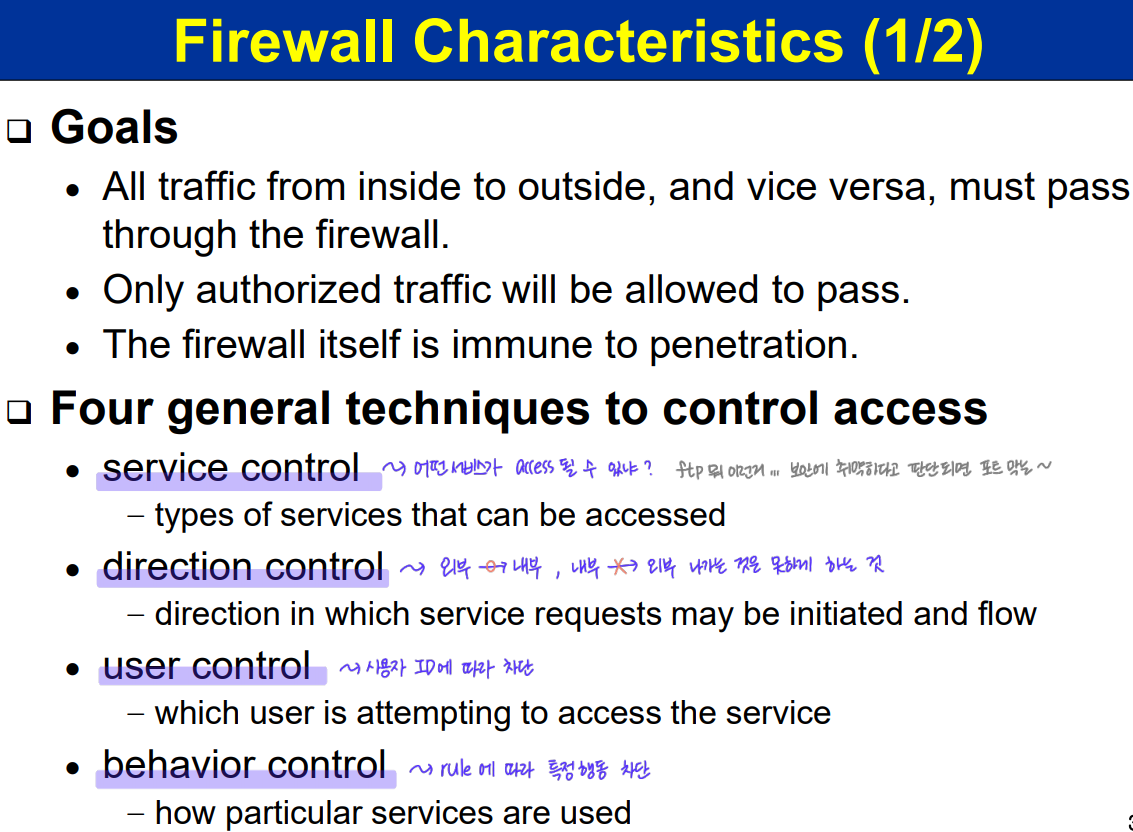 Firewall Characteristics (1/2)
❑ Goals
• All traffic from inside to outside, and vice versa, must pass
through the firewall.
• Only authorized traffic will be allowed to pass.
• The firewall itself is immune to penetration.
❑ Four general techniques to control access
• service control ~> 어떤 서비스가 access 될 수 있냐? ftp 뭐 이런거 ... 보안에 취약하다고 판단되면 포트 막는~
– types of services that can be accessed
• direction control ~> 외부 → 내부, 내부 → 외부 나가는 것을 못하게 하는 것
– direction in which service requests may be initiated and flow
• user control ~> 사용자 ID에 따라 차단
– which user is attempting to access the service
• behavior control ~> rule 에 따라 특정 행동 차단
– how particular services are used